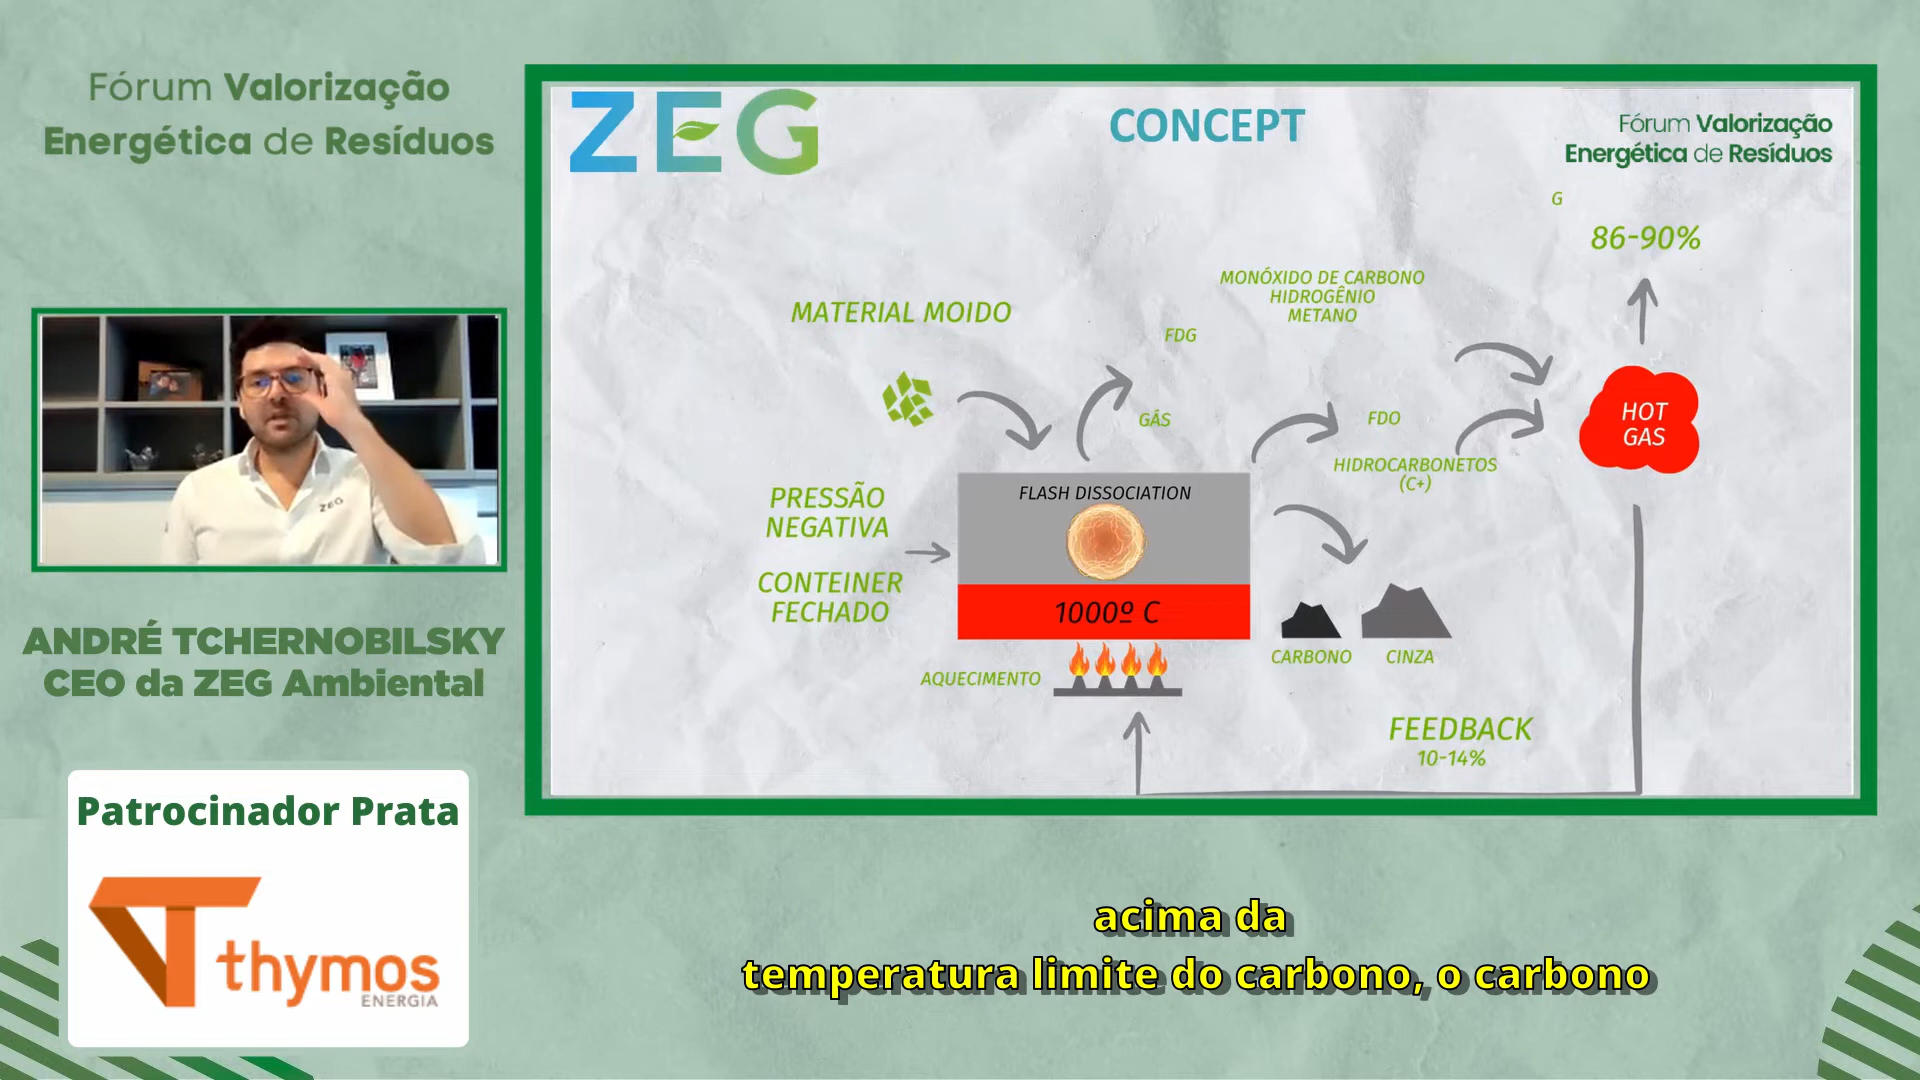 Fórum Valorização
Energética de Resíduos
ZEG
ANDRÉ TCHERNOBILSKY
CEO da ZEG Ambiental
Patrocinador Prata
thymos
ENERGIA
ZEG
CONCEPT
Fórum Valorização
Energética de Resíduos
G
86-90%
MONÓXIDO DE CARBONO
HIDROGÊNIO
METANO
MATERIAL MOIDO
FDG
GÁS
FDO
HOT
GAS
HIDROCARBONETOS
(C+)
PRESSÃO
NEGATIVA
FLASH DISSOCIATION
CONTEINER
FECHADO
1000º C
CARBONO
CINZA
AQUECIMENTO
FEEDBACK
10-14%
acima da
temperatura limite do carbono, o carbono